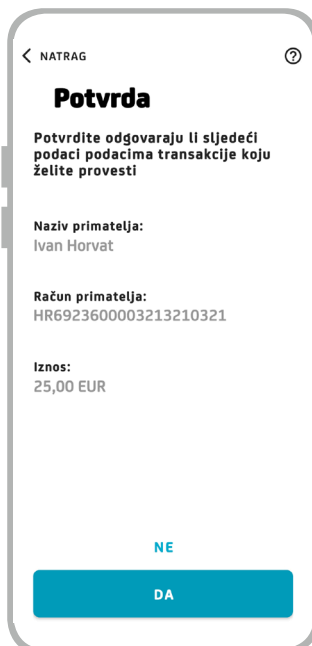 NATRAG
Potvrda
Potvrdite odgovaraju li sljedeći
podaci podacima transakcije koju
želite provesti
Naziv primatelja:
Ivan Horvat
Račun primatelja:
HR6923600003213210321
Iznos:
25,00 EUR
NE
DA